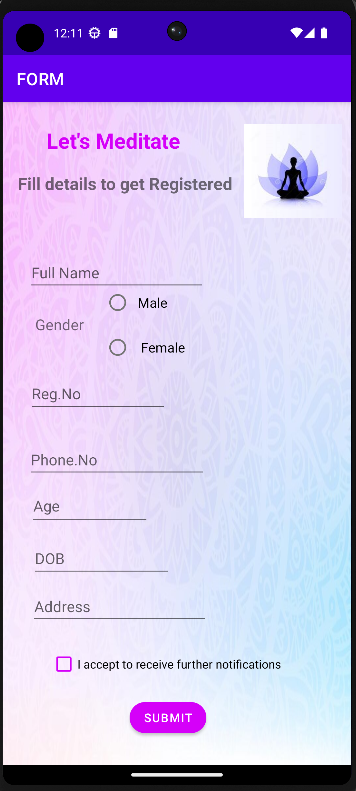 12:11
FORM
Let's Meditate
Fill details to get Registered
Full Name
Male
Gender
Female
Reg.No
Phone.No
Age
DOB
Address
I accept to receive further notifications
SUBMIT